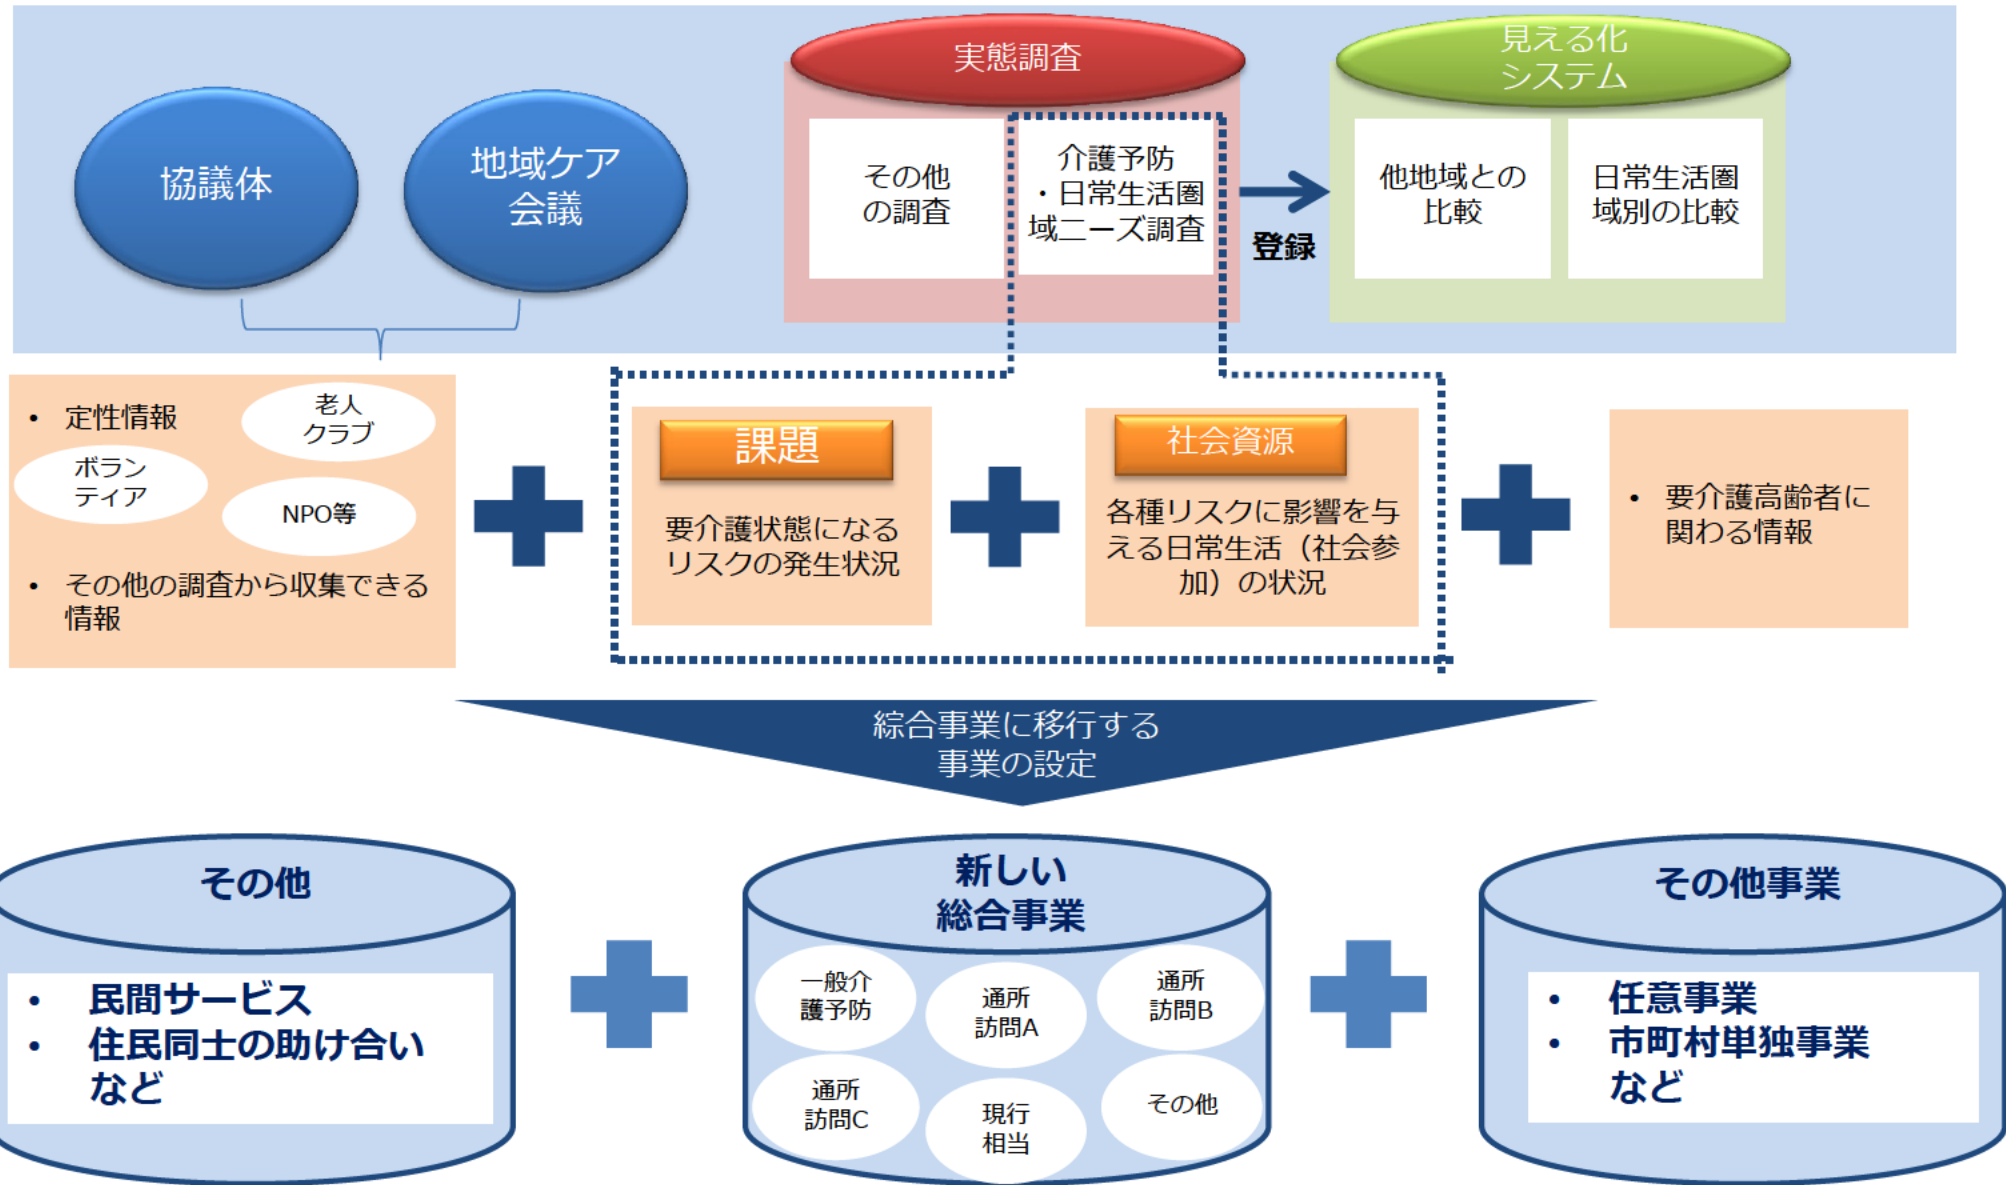 協議体
地域ケア
会議
実態調査
その他
の調査
介護予防
・日常生活圏
域ニーズ調査
登録
見える化
システム
他地域との
比較
日常生活圏
域別の比較
• 定性情報
老人
クラブ
ボラン
ティア
NPO等
• その他の調査から収集できる
情報
課題
要介護状態になる
リスクの発生状況
社会資源
各種リスクに影響を与
える日常生活（社会参
加）の状況
• 要介護高齢者に
関わる情報
綜合事業に移行する
事業の設定
その他
• 民間サービス
• 住民同士の助け合い
など
新しい
総合事業
一般介
護予防
通所
訪問A
通所
訪問B
通所
訪問C
現行
相当
その他
その他事業
• 任意事業
• 市町村単独事業
など